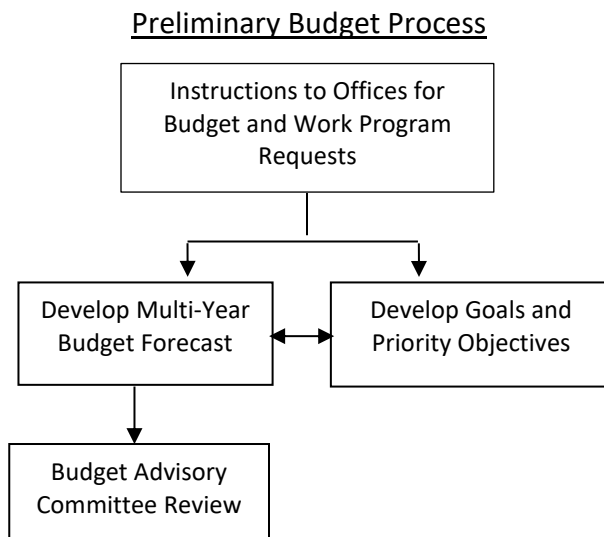 Preliminary Budget Process
Instructions to Offices for
Budget and Work Program
Requests
Develop Multi-Year
Budget Forecast
Develop Goals and
Priority Objectives
Budget Advisory
Committee Review